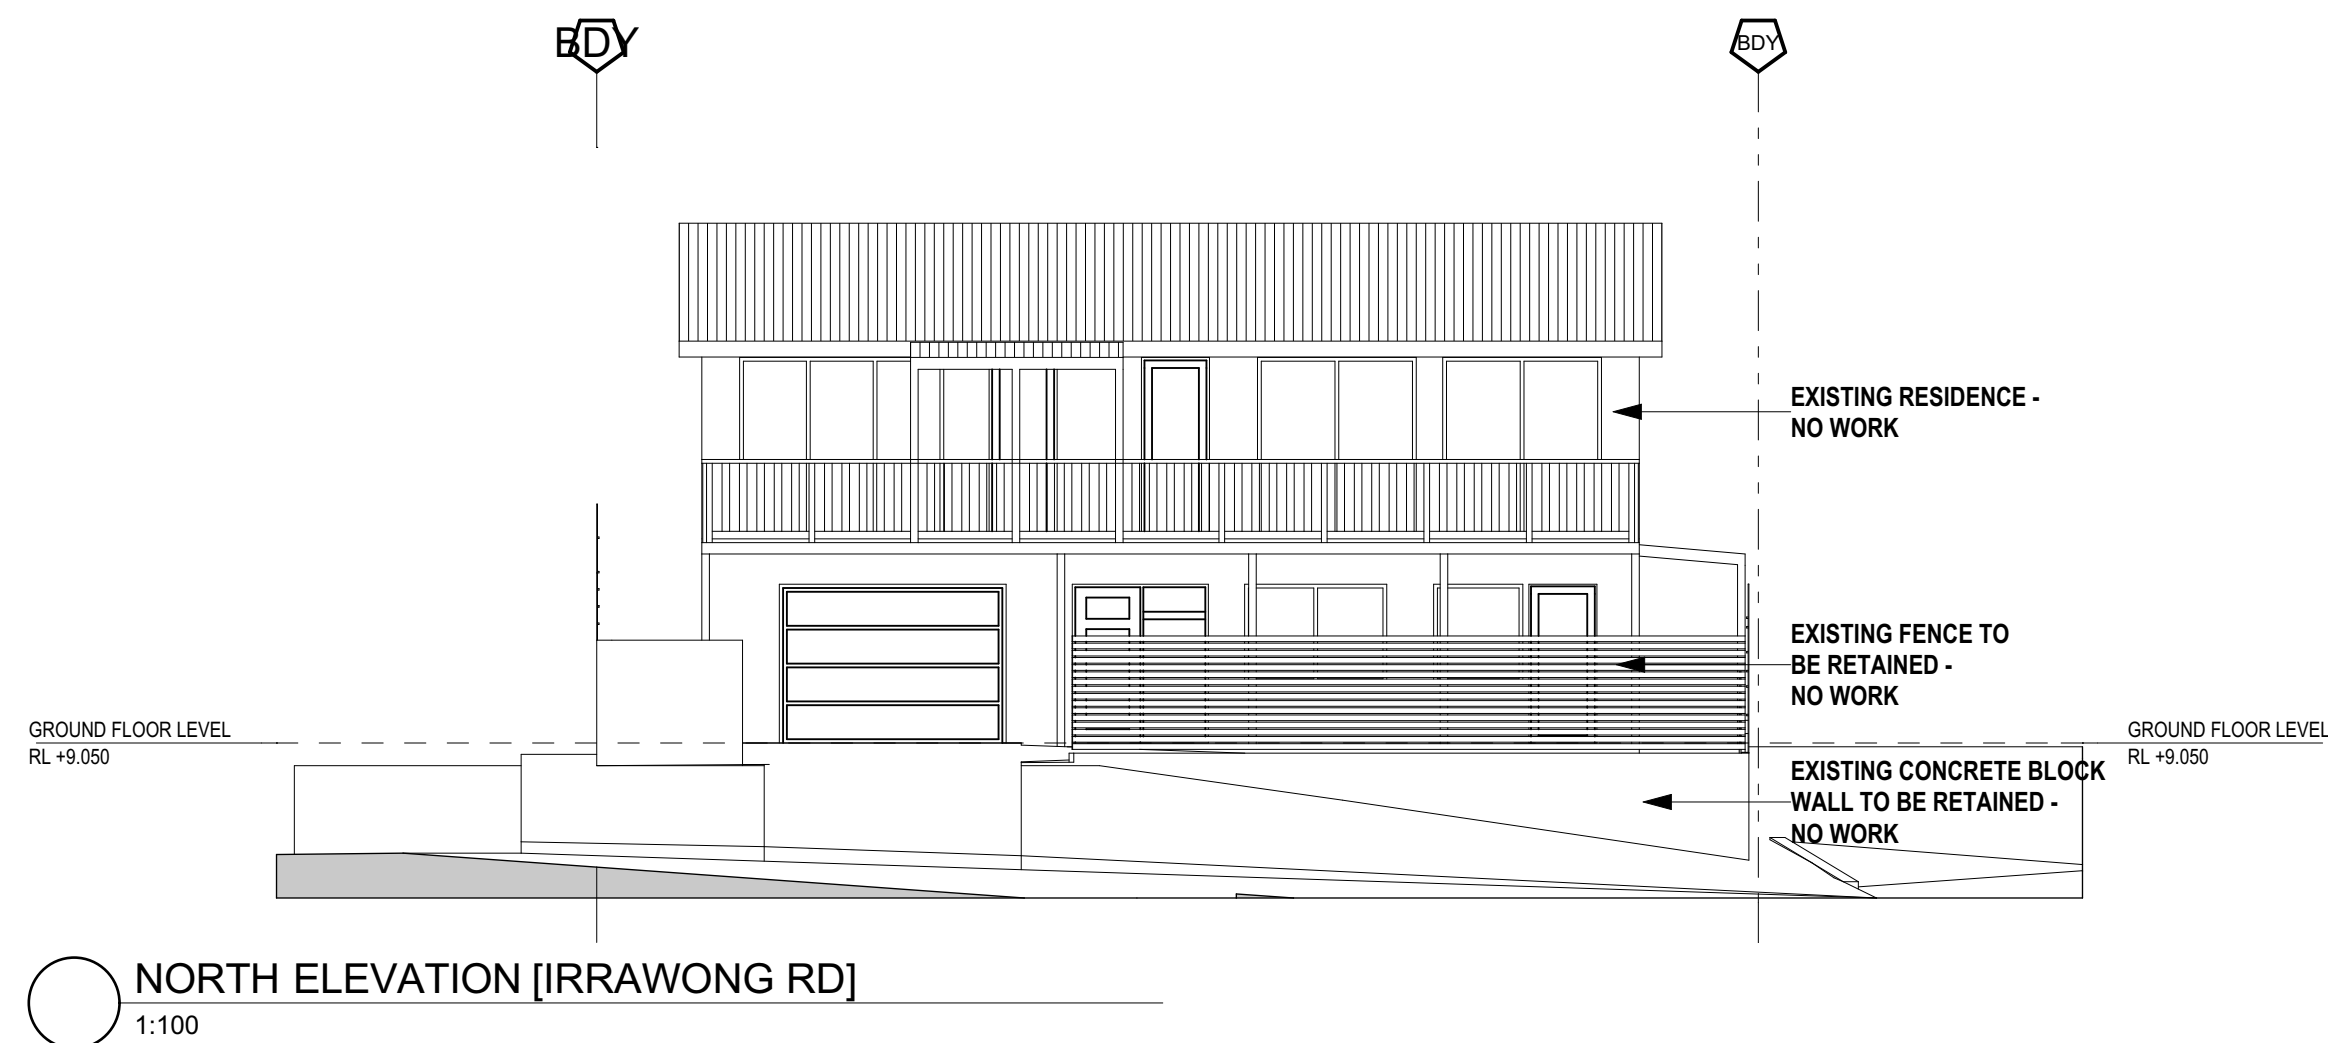 BDY
BDY
EXISTING RESIDENCE -
NO WORK
EXISTING FENCE TO
BE RETAINED -
NO WORK
GROUND FLOOR LEVEL
RL +9.050
GROUND FLOOR LEVEL
RL +9.050
EXISTING CONCRETE BLOCK
WALL TO BE RETAINED -
NO WORK
NORTH ELEVATION [IRRAWONG RD]
1:100